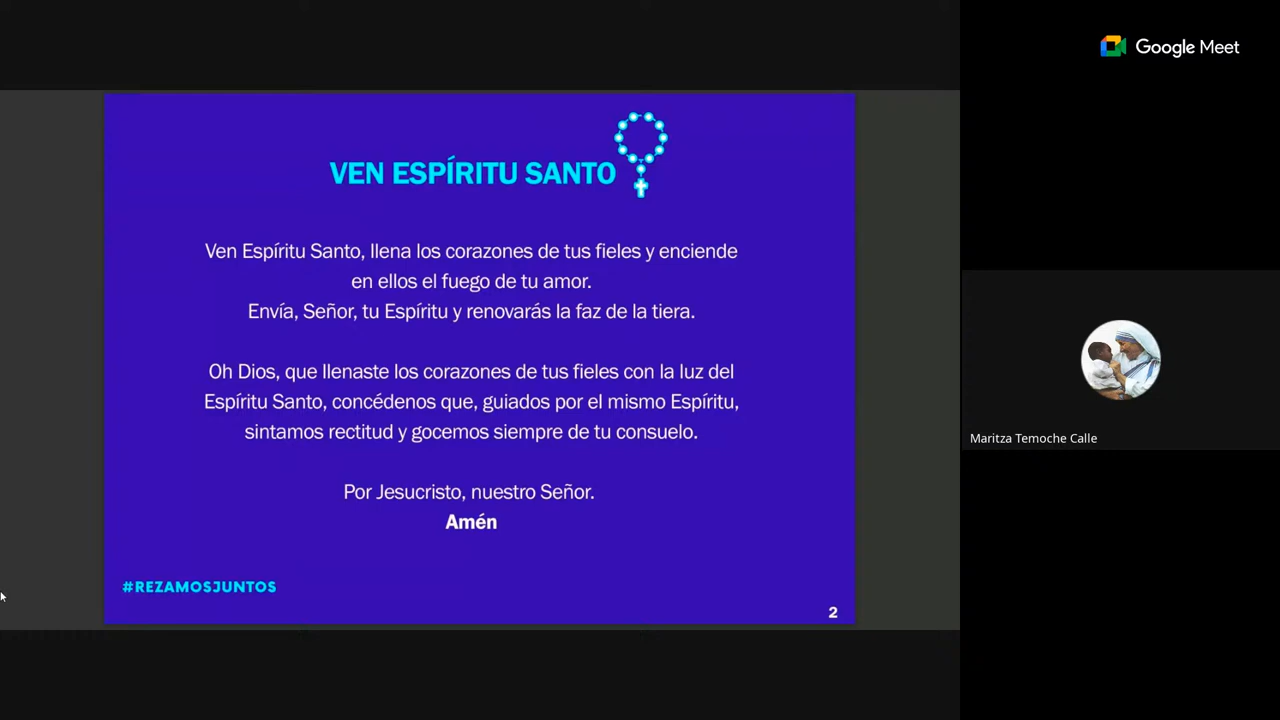 Google Meet
VEN ESPÍRITU SANTO
Ven Espíritu Santo, llena los corazones de tus fieles y enciende
en ellos el fuego de tu amor.
Envía, Señor, tu Espíritu y renovarás la faz de la tiera.
Oh Dios, que llenaste los corazones de tus fieles con la luz del
Espíritu Santo, concédenos que, guiados por el mismo Espíritu,
sintamos rectitud y gocemos siempre de tu consuelo.
Por Jesucristo, nuestro Señor.
Amén
#REZAMOSJUNTOS
2
Maritza Temoche Calle